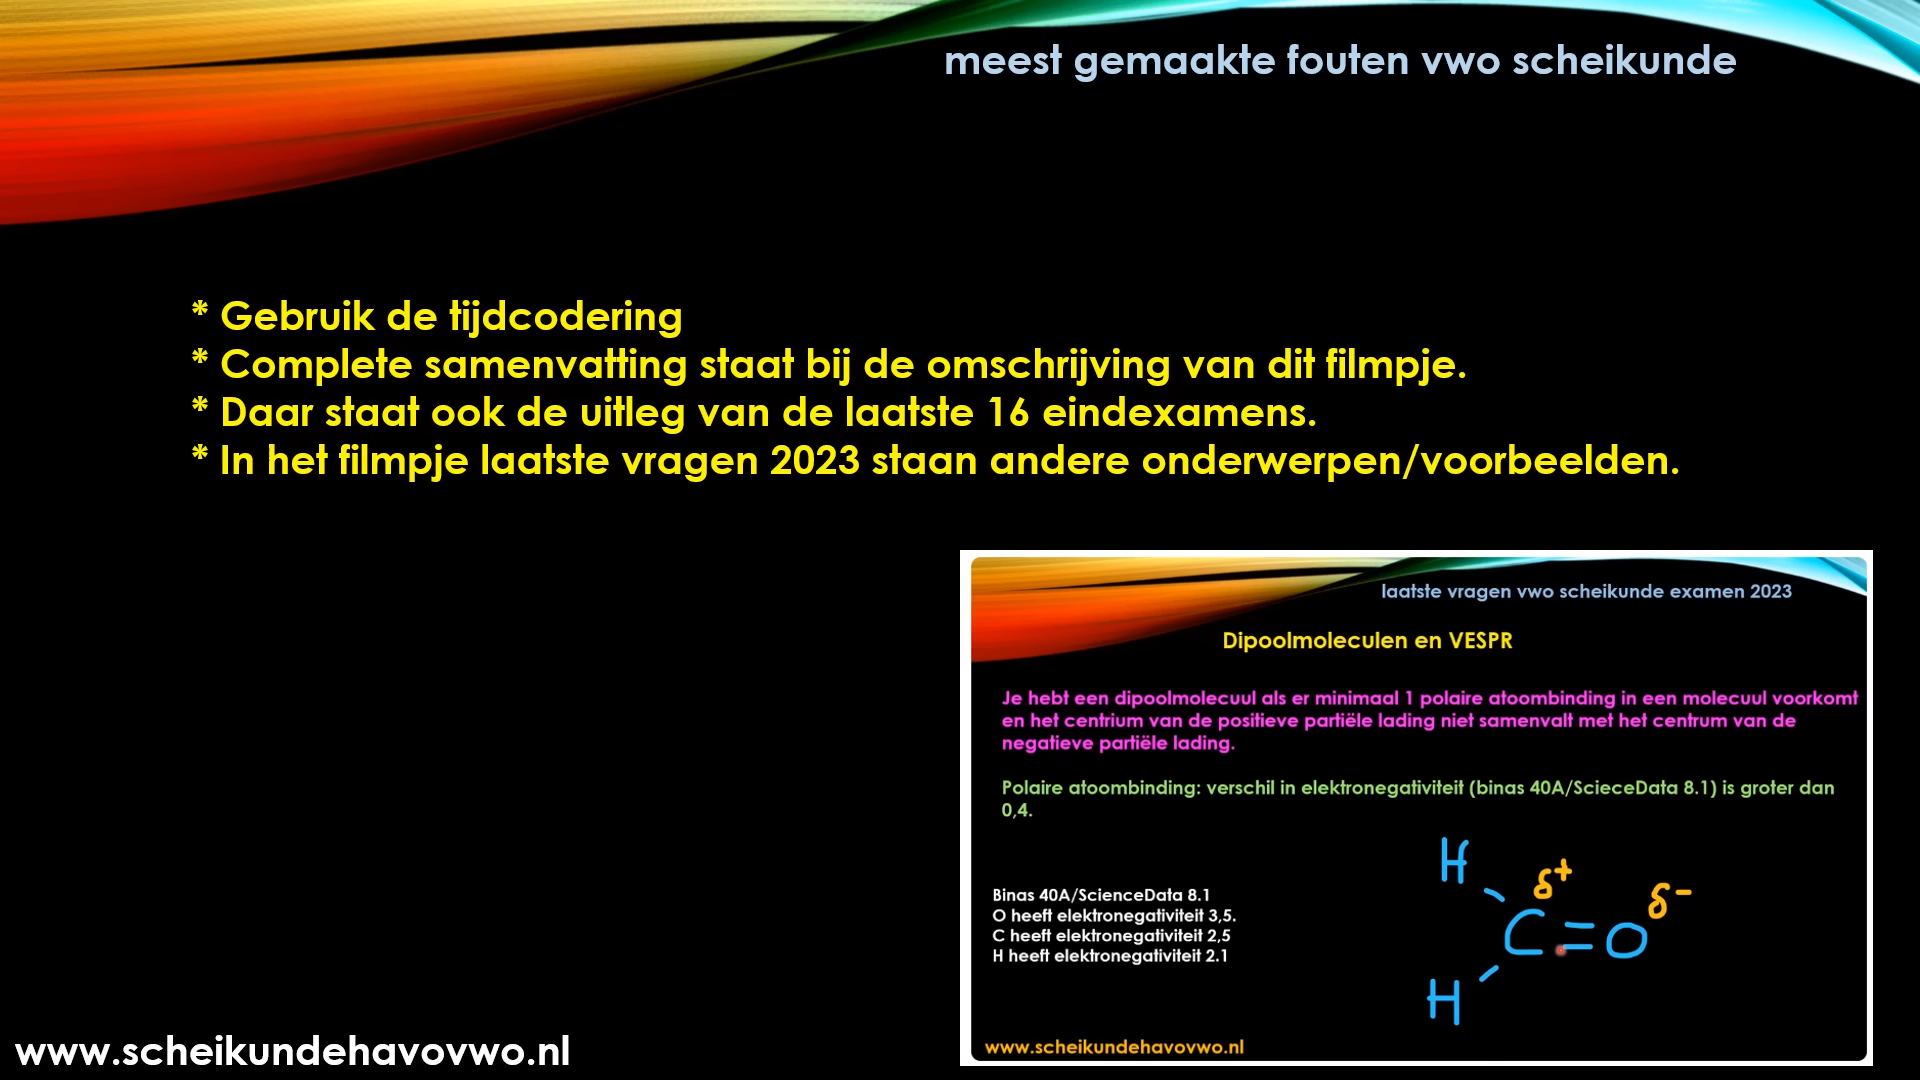 meest gemaakte fouten vwo scheikunde
* Gebruik de tijdcodering
* Complete samenvatting staat bij de omschrijving van dit filmpje.
* Daar staat ook de uitleg van de laatste 16 eindexamens.
* In het filmpje laatste vragen 2023 staan andere onderwerpen/voorbeelden.
laatste vragen vwo scheikunde examen 2023
Dipoolmoleculen en VESPR
Je hebt een dipoolmolecuul als er minimaal 1 polaire atoombinding in een molecuul voorkomt
en het centrium van de positieve partiële lading niet samenvalt met het centrum van de
negatieve partiële lading.
Polaire atoombinding: verschil in elektronegativiteit (binas 40A/ScieceData 8.1) is groter dan
0,4.
Binas 40A/ScienceData 8.1
O heeft elektronegativiteit 3,5.
C heeft elektronegativiteit 2,5
H heeft elektronegativiteit 2.1
H
δ+ δ-
C = O
H
www.scheikundehavovwo.nl
www.scheikundehavovwo.nl